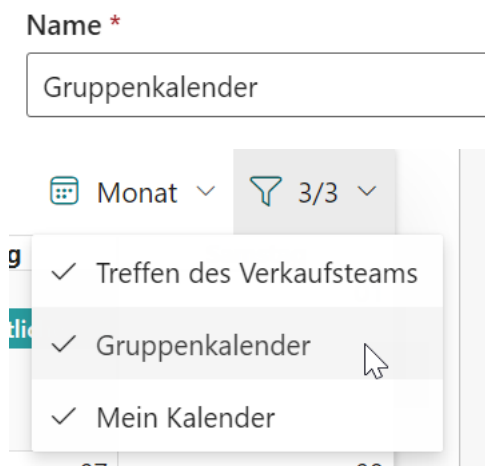 Name *
Gruppenkalender
Monat 3/3
Treffen des Verkaufsteams
Gruppenkalender
Mein Kalender